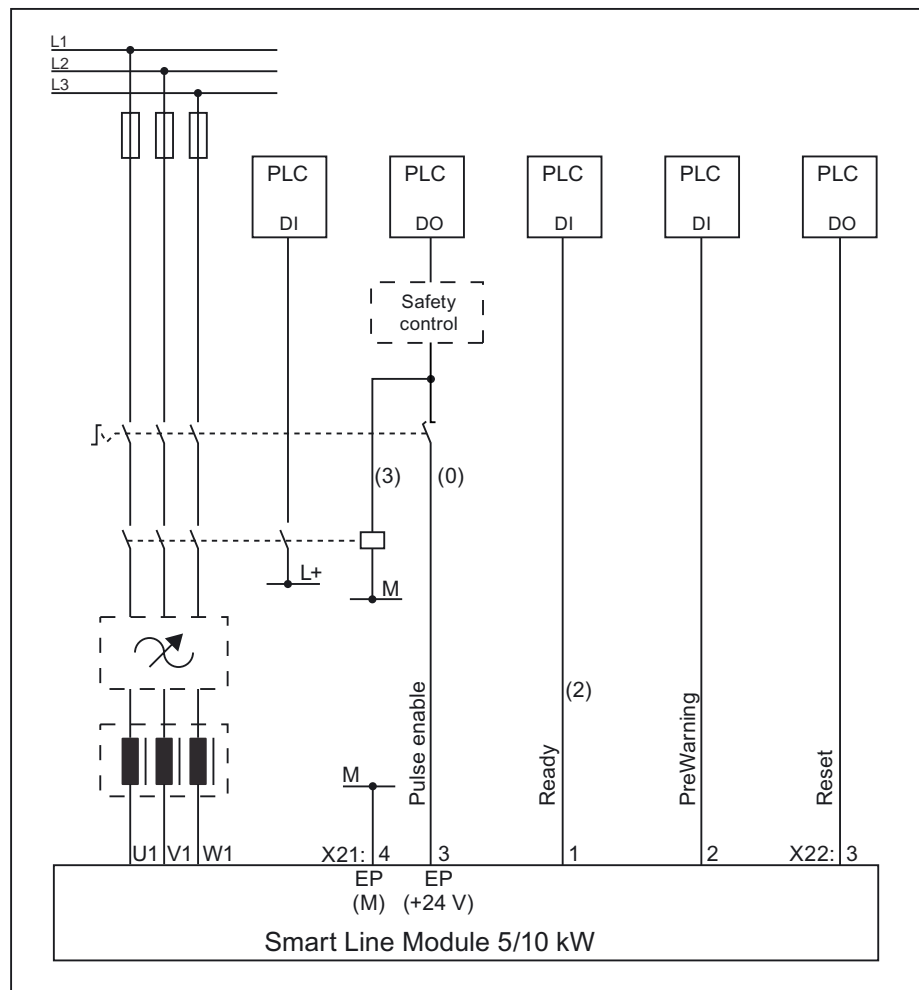 L1
L2
L3
PLC PLC PLC PLC PLC
DI DO DI DI DO
Safety
control
(3) (0)
L+
M
(2)
Pulse enable
Ready
PreWarning
Reset
M
U1 V1 W1 X21: 4 3 1 2 X22: 3
EP EP
(M) (+24 V)
Smart Line Module 5/10 kW